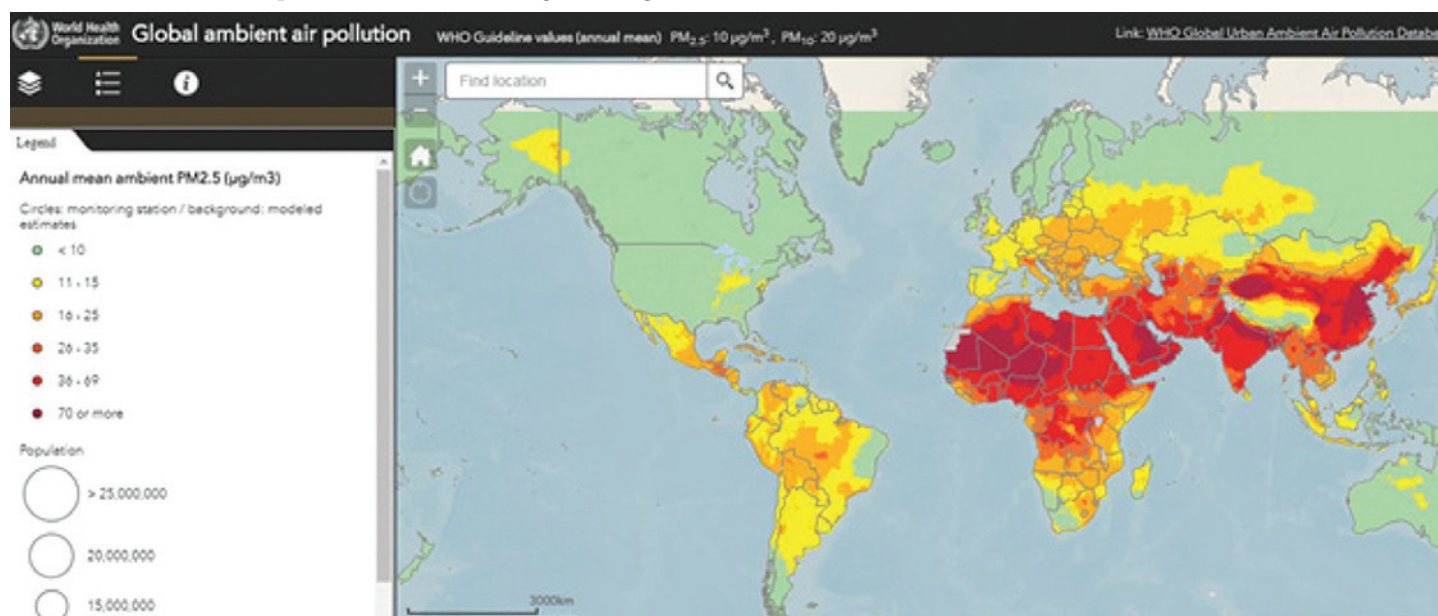 World Health
Organization
Global ambient air pollution
WHO Guideline values (annual mean) PM2.5: 10 µg/m³, PM10: 20 µg/m³
Link: WHO Global Urban Ambient Air Pollution Databa
Find location
Legend
Annual mean ambient PM2.5 (µg/m3)
Circles: monitoring station / background: modeled
estimates
< 10
11 - 15
16 - 25
26 - 35
36 - 69
70 or more
Population
> 25,000,000
20,000,000
15,000,000
3000km